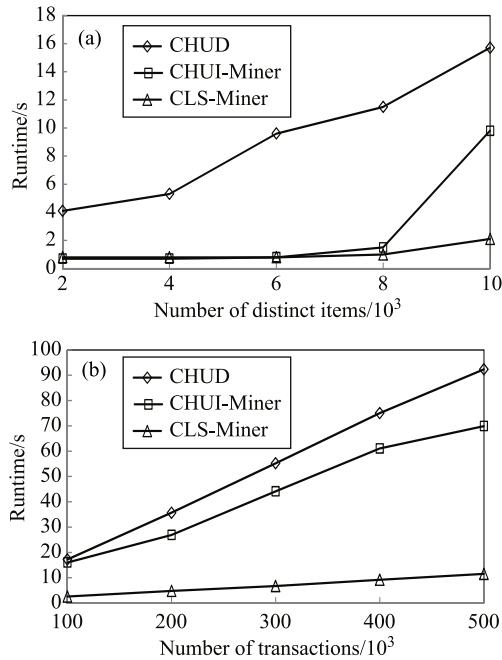 18
(a)
CHUD
16
CHUI-Miner
14
CLS-Miner
12
10
8
6
4
2
0
Runtime/s
2 4 6 8 10
Number of distinct items/10³
100
(b)
CHUD
90
CHUI-Miner
80
CLS-Miner
70
60
50
40
30
20
10
0
Runtime/s
100 200 300 400 500
Number of transactions/10³